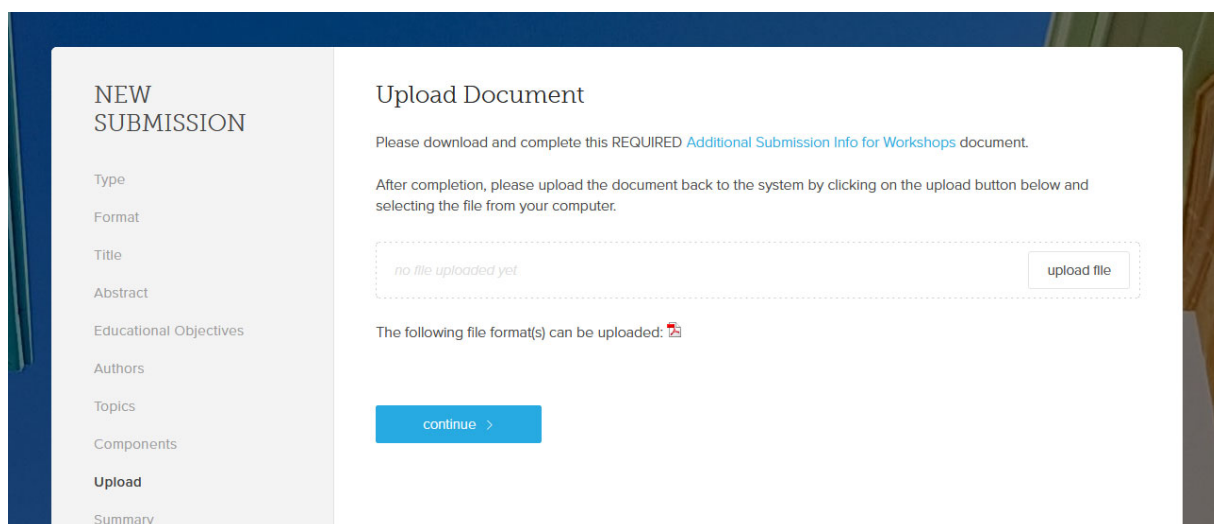 NEW
SUBMISSION
Type
Format
Title
Abstract
Educational Objectives
Authors
Topics
Components
Upload
Summary
Upload Document
Please download and complete this REQUIRED Additional Submission Info for Workshops document.
After completion, please upload the document back to the system by clicking on the upload button below and
selecting the file from your computer.
no file uploaded yet
upload file
The following file format(s) can be uploaded:
continue >